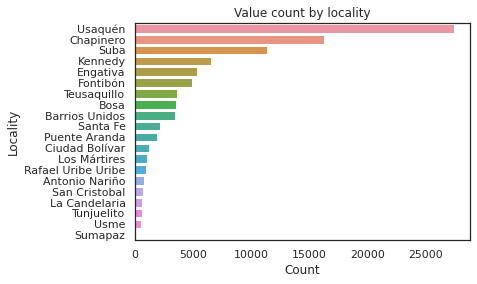 Value count by locality
Locality
Usaquén
Chapinero
Suba
Kennedy
Engativa
Fontibón
Teusaquillo
Bosa
Barrios Unidos
Santa Fe
Puente Aranda
Ciudad Bolívar
Los Mártires
Rafael Uribe Uribe
Antonio Nariño
San Cristobal
La Candelaria
Tunjuelito
Usme
Sumapaz
0 5000 10000 15000 20000 25000
Count